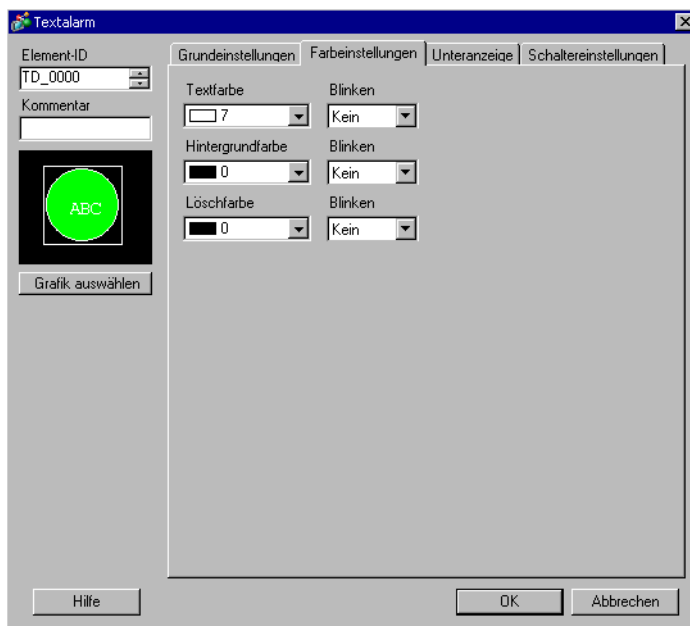 Textalarm
Element-ID
TD_0000
Kommentar
ABC
Grafik auswählen
Grundeinstellungen Farbeinstellungen Unteranzeige Schaltereinstellungen
Textfarbe Blinken
7 Kein
Hintergrundfarbe Blinken
0 Kein
Löschfarbe Blinken
0 Kein
Hilfe OK Abbrechen